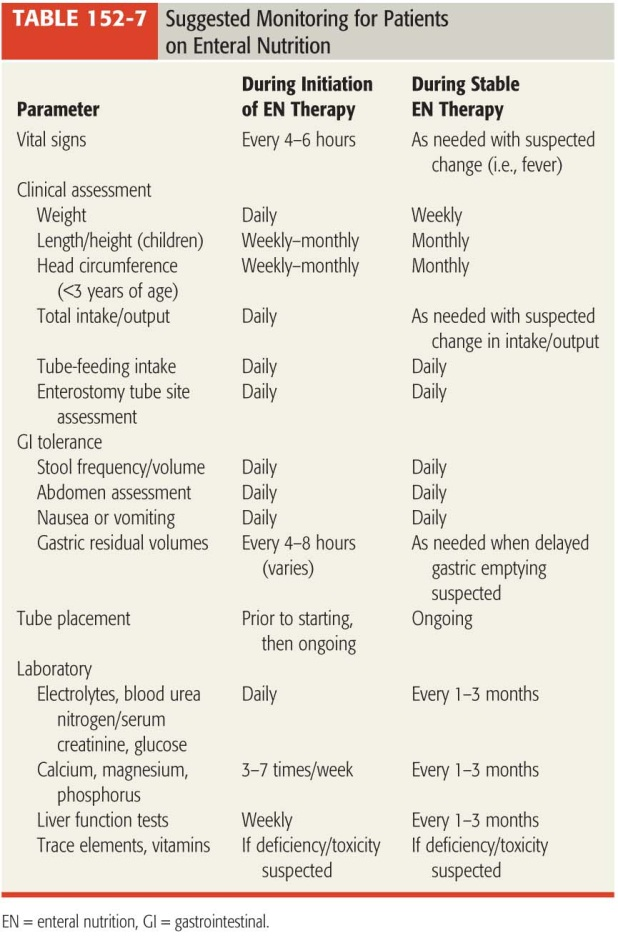 TABLE 152-7 Suggested Monitoring for Patients
on Enteral Nutrition
During Initiation During Stable
Parameter of EN Therapy EN Therapy
Vital signs Every 4–6 hours As needed with suspected
change (i.e., fever)
Clinical assessment
Weight Daily Weekly
Length/height (children) Weekly–monthly Monthly
Head circumference Weekly–monthly Monthly
(<3 years of age)
Total intake/output Daily As needed with suspected
change in intake/output
Tube-feeding intake Daily Daily
Enterostomy tube site Daily Daily
assessment
GI tolerance
Stool frequency/volume Daily Daily
Abdomen assessment Daily Daily
Nausea or vomiting Daily Daily
Gastric residual volumes Every 4–8 hours As needed when delayed
(varies) gastric emptying
suspected
Tube placement Prior to starting, Ongoing
then ongoing
Laboratory
Electrolytes, blood urea Daily Every 1–3 months
nitrogen/serum
creatinine, glucose
Calcium, magnesium, 3–7 times/week Every 1–3 months
phosphorus
Liver function tests Weekly Every 1–3 months
Trace elements, vitamins If deficiency/toxicity If deficiency/toxicity
suspected suspected
EN = enteral nutrition, GI = gastrointestinal.